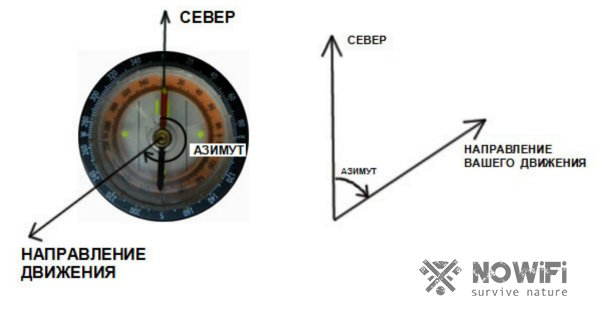 СЕВЕР
АЗИМУТ
НАПРАВЛЕНИЕ
ДВИЖЕНИЯ
СЕВЕР
АЗИМУТ
НАПРАВЛЕНИЕ
ВАШЕГО ДВИЖЕНИЯ
NOWiFi
survive nature